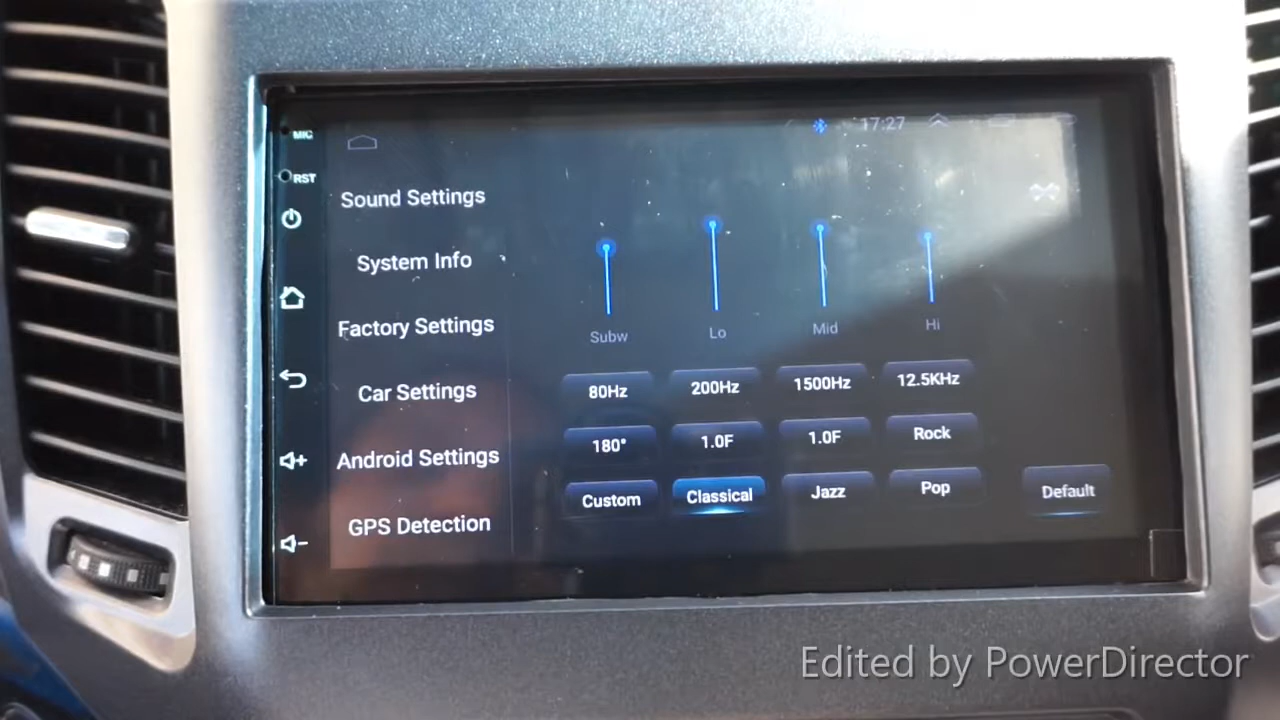 MIC
17:27
RST
Sound Settings
System Info
Factory Settings
Car Settings
Android Settings
GPS Detection
Subw Lo Mid Hi
80Hz 200Hz 1500Hz 12.5KHz
180° 1.0F 1.0F Rock
Custom Classical Jazz Pop Default
Edited by PowerDirector